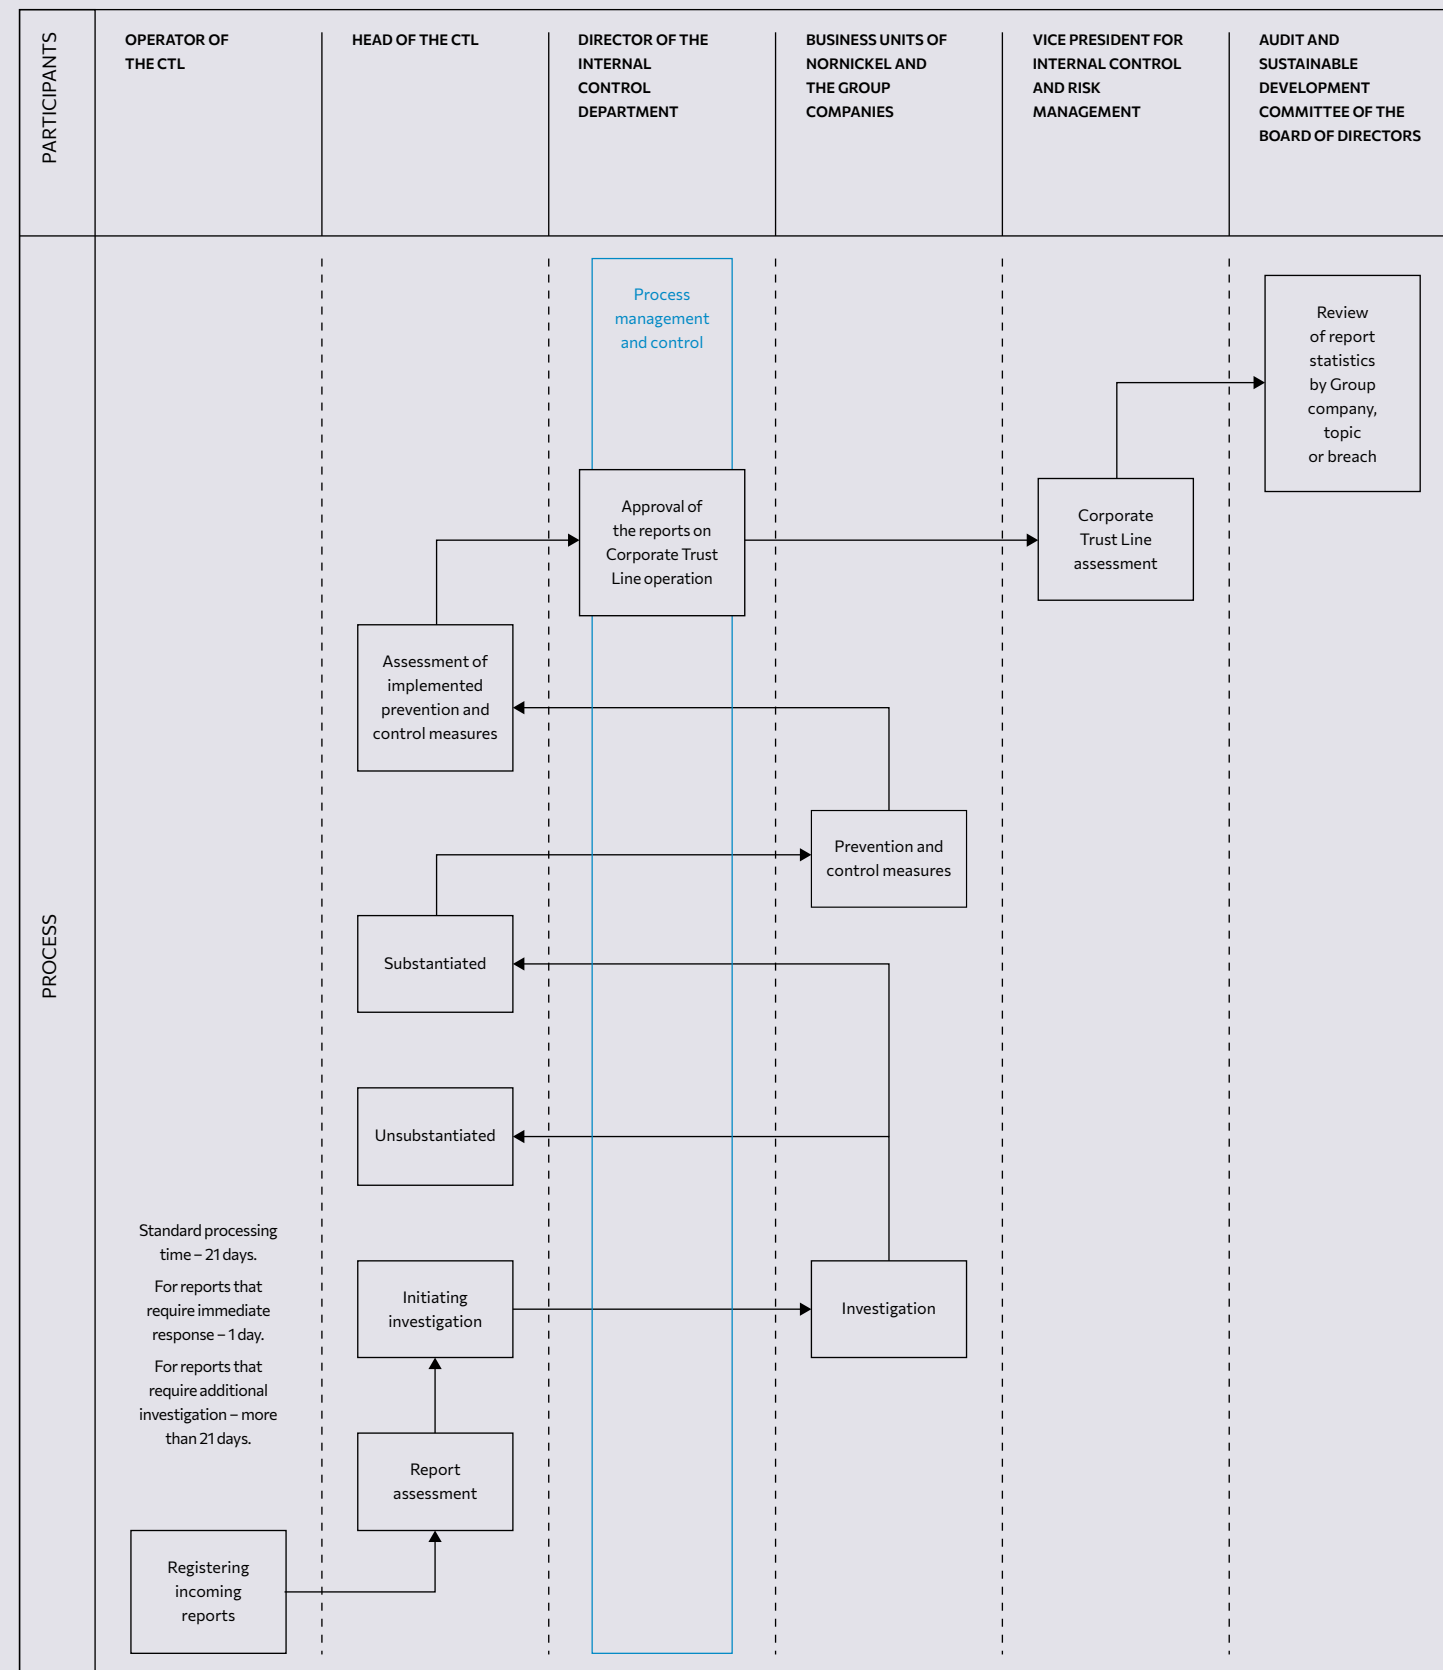 PARTICIPANTS
OPERATOR OF
THE CTL
HEAD OF THE CTL
DIRECTOR OF THE
INTERNAL
CONTROL
DEPARTMENT
BUSINESS UNITS OF
NORNICKEL AND
THE GROUP
COMPANIES
VICE PRESIDENT FOR
INTERNAL CONTROL
AND RISK
MANAGEMENT
AUDIT AND
SUSTAINABLE
DEVELOPMENT
COMMITTEE OF THE
BOARD OF DIRECTORS
PROCESS
Process
management
and control
Review
of report
statistics
by Group
company,
topic
or breach
Approval of
the reports on
Corporate Trust
Line operation
Corporate
Trust Line
assessment
Assessment of
implemented
prevention and
control measures
Prevention and
control measures
Substantiated
Unsubstantiated
Standard processing
time – 21 days.
For reports that
require immediate
response – 1 day.
For reports that
require additional
investigation – more
than 21 days.
Initiating
investigation
Investigation
Report
assessment
Registering
incoming
reports